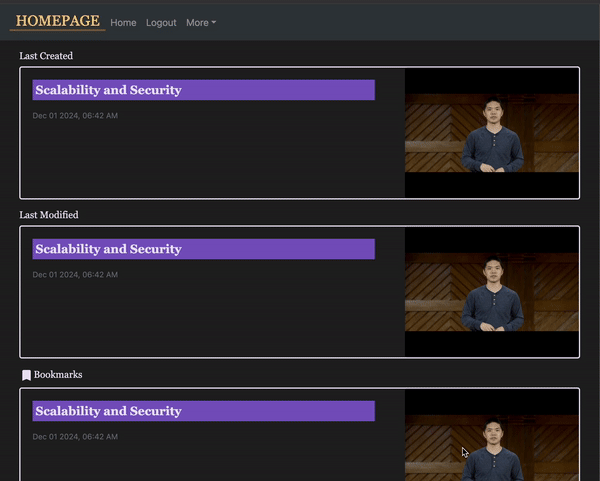 HOMEPAGE Home Logout More
Last Created
Scalability and Security
Dec 01 2024, 06:42 AM
Last Modified
Scalability and Security
Dec 01 2024, 06:42 AM
Bookmarks
Scalability and Security
Dec 01 2024, 06:42 AM